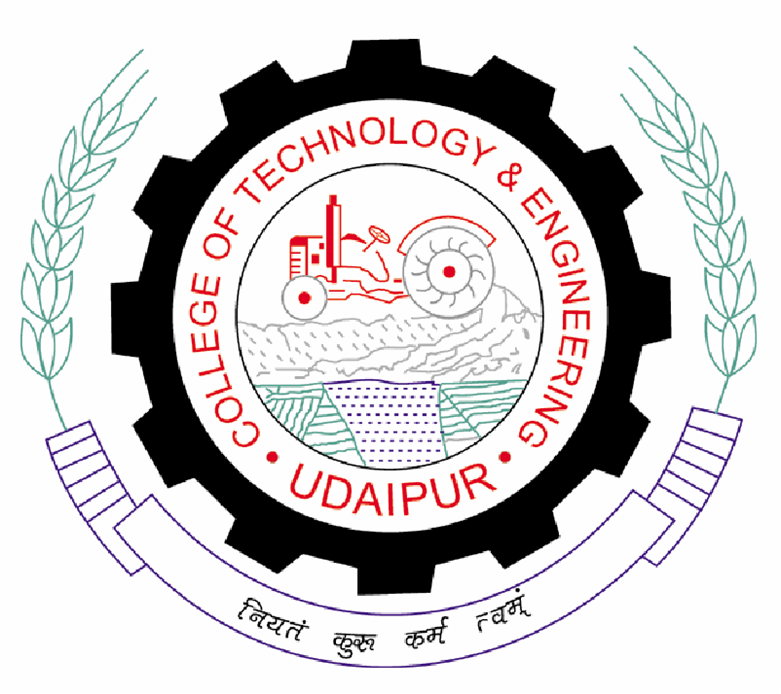 COLLEGE OF TECHNOLOGY & ENGINEERING
• UDAIPUR •
नियतं कुरू कर्म त्वम्ं